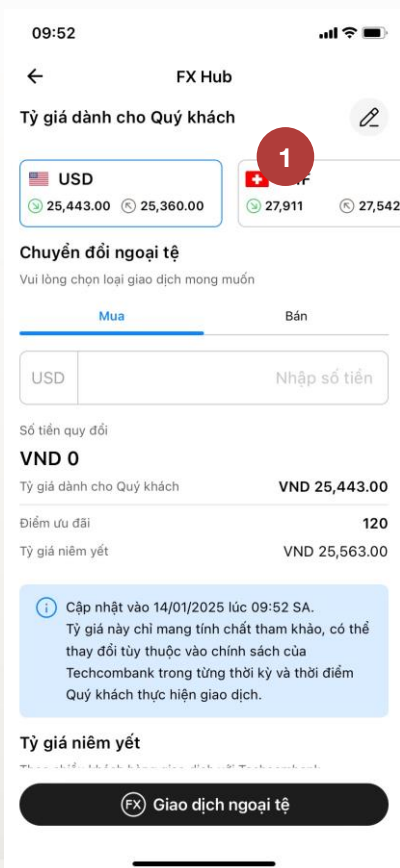 09:52
FX Hub
Tỷ giá dành cho Quý khách
1
USD
25,443.00 25,360.00
27,911 27,542
Chuyển đổi ngoại tệ
Vui lòng chọn loại giao dịch mong muốn
Mua Bán
USD Nhập số tiền
Số tiền quy đổi
VND 0
Tỷ giá dành cho Quý khách VND 25,443.00
Điểm ưu đãi 120
Tỷ giá niêm yết VND 25,563.00
Cập nhật vào 14/01/2025 lúc 09:52 SA.
Tỷ giá này chỉ mang tính chất tham khảo, có thể
thay đổi tùy thuộc vào chính sách của
Techcombank trong từng thời kỳ và thời điểm
Quý khách thực hiện giao dịch.
Tỷ giá niêm yết
FX Giao dịch ngoại tệ